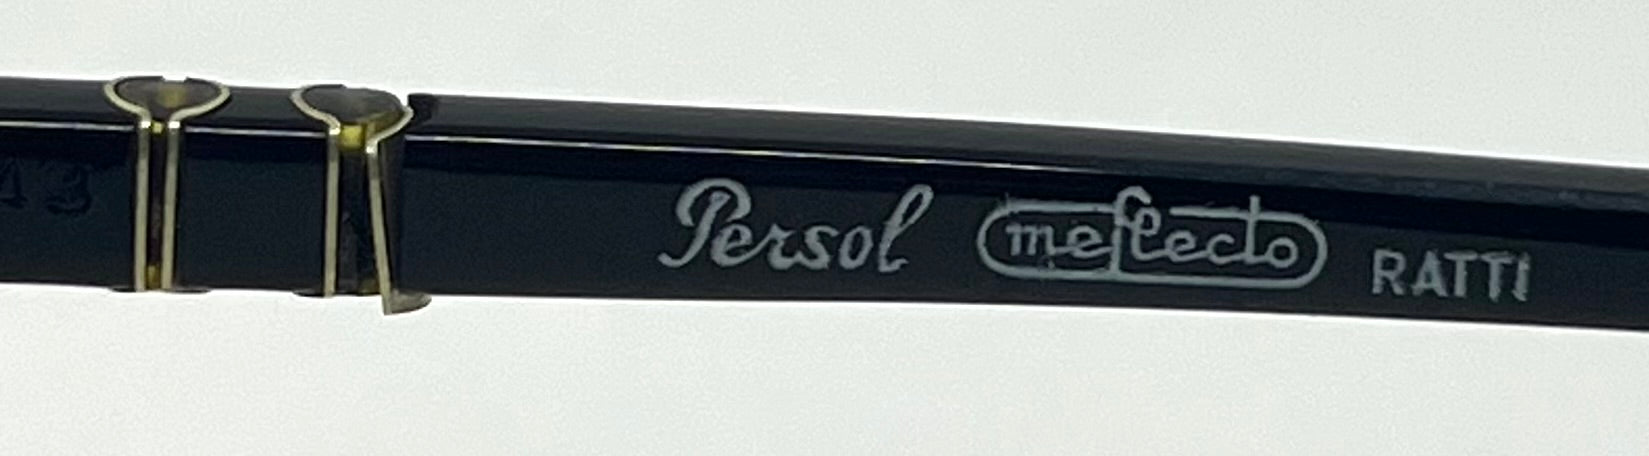 Persol meflecto RATTI